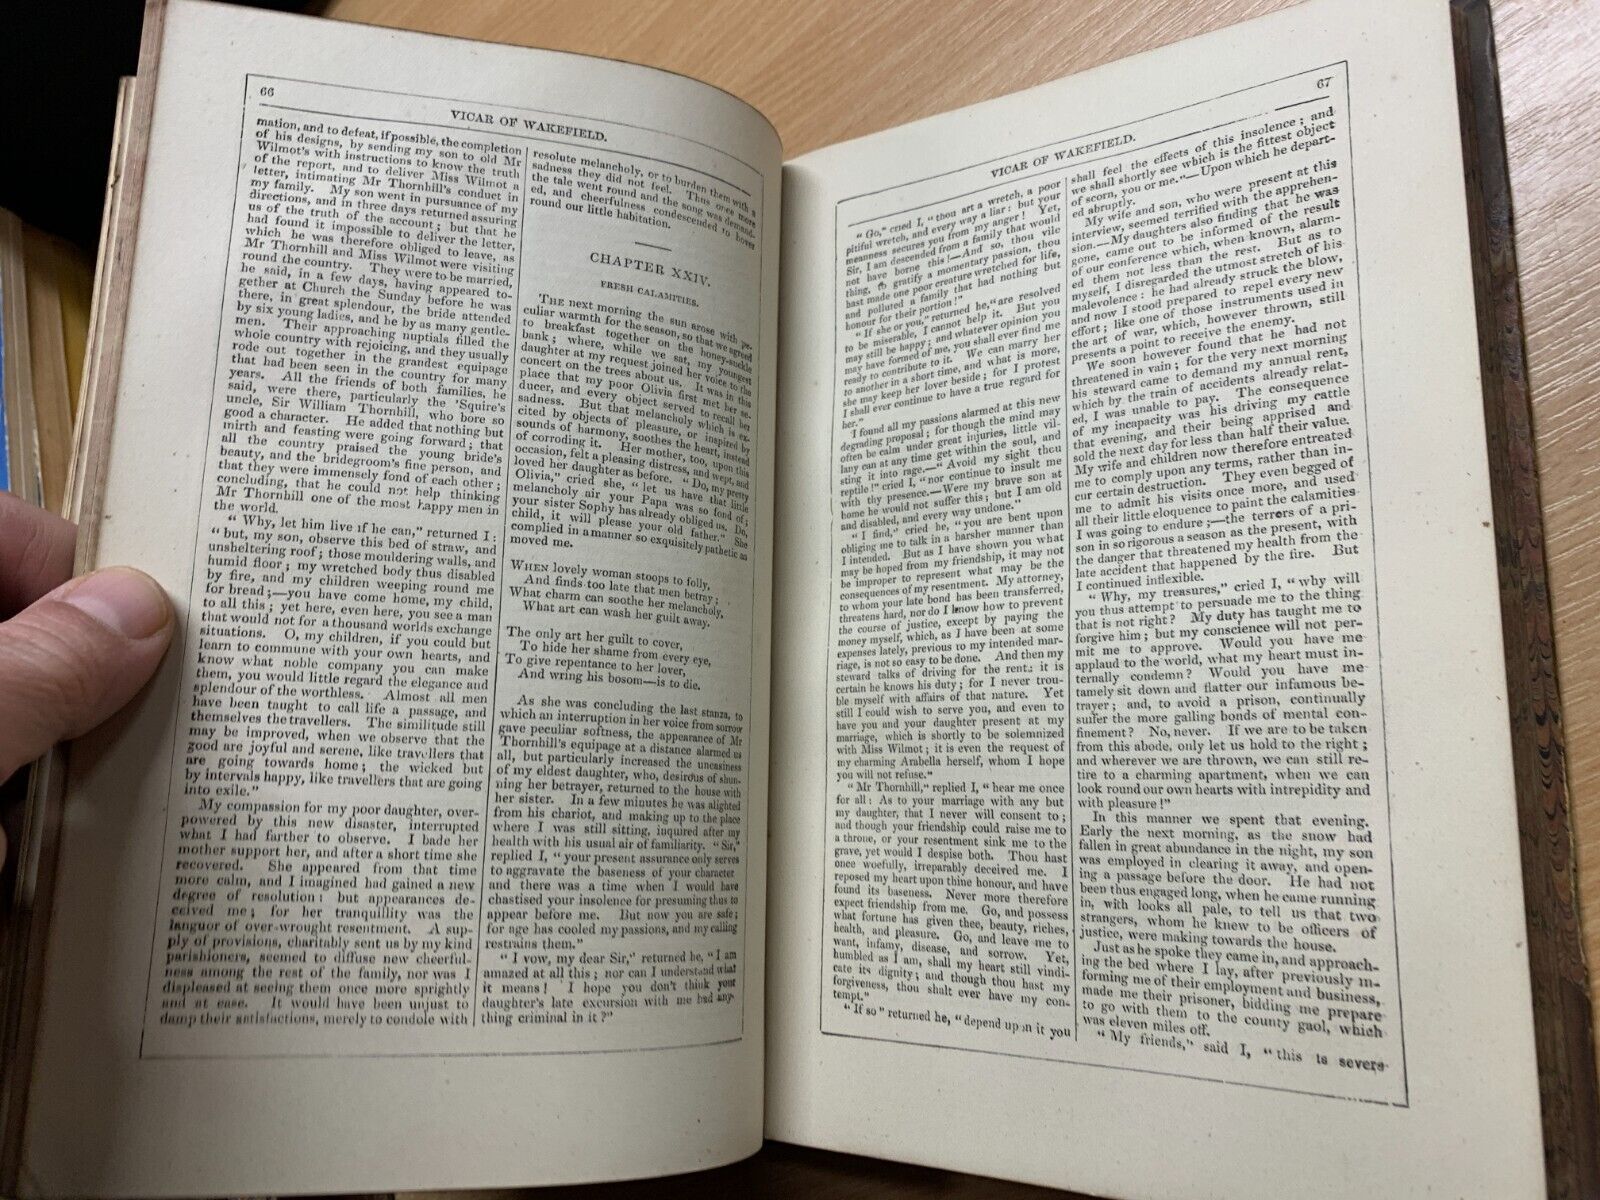 66
VICAR OF WAKEFIELD.
mation, and to defeat, if possible, the completion
of his designs, by sending my son to old Mr
Wilmot's with instructions to know the truth
of the report, and to deliver Miss Wilmot a
letter, intimating Mr Thornhill's conduct in
my family. My son went in pursuance of my
directions, and in three days returned assuring
us of the truth of the account; but that he
had found it impossible to deliver the letter,
which he was therefore obliged to leave, as
Mr Thornhill and Miss Wilmot were visiting
round the country. They were to be married,
he said, in a few days, having appeared to-
gether at Church the Sunday before he was
there, in great splendour, the bride attended
by six young ladies, and he by as many gentle-
men. Their approaching nuptials filled the
whole country with rejoicing, and they usually
rode out together in the grandest equipage
that had been seen in the country for many
years. All the friends of both families, he
said, were there, particularly the 'Squire's
uncle, Sir William Thornhill, who bore so
good a character. He added that nothing but
mirth and feasting were going forward; that
all the country praised the young bride's
beauty, and the bridegroom's fine person, and
that they were immensely fond of each other;
concluding, that he could not help thinking
Mr Thornhill one of the most happy men in
the world.
"Why, let him live if he can," returned I:
"but, my son, observe this bed of straw, and
unsheltering roof; those mouldering walls, and
humid floor; my wretched body thus disabled
by fire, and my children weeping round me
for bread;—you have come home, my child,
to all this; yet here, even here, you see a man
that would not for a thousand worlds exchange
situations. O, my children, if you could but
learn to commune with your own hearts, and
know what noble company you can make
them, you would little regard the elegance and
splendour of the worthless. Almost all men
have been taught to call life a passage, and
themselves the travellers. The similitude still
may be improved, when we observe that the
good are joyful and serene, like travellers that
are going towards home; the wicked but
by intervals happy, like travellers that are going
into exile."
My compassion for my poor daughter, over-
powered by this new disaster, interrupted
what I had farther to observe. I bade her
mother support her, and after a short time she
recovered. She appeared from that time
more calm, and I imagined had gained a new
degree of resolution: but appearances de-
ceived me; for her tranquillity was the
languor of over-wrought resentment. A sup-
ply of provisions, charitably sent us by my kind
parishioners, seemed to diffuse new cheerful-
ness among the rest of the family, nor was I
displeased at seeing them once more sprightly
and at ease. It would have been unjust to
damp their satisfactions, merely to condole with
resolute melancholy, or to burden them with a
sadness they did not feel. Thus once more
the tale went round and the song was demand-
ed, and cheerfulness condescended to hover
round our little habitation.
CHAPTER XXIV.
FRESH CALAMITIES.
THE next morning the sun arose with pe-
culiar warmth for the season, so that we agreed
to breakfast together on the honey-suckle
bank; where, while we sat, my youngest
daughter at my request joined her voice to the
concert on the trees about us. It was in this
place that my poor Olivia first met her se-
ducer, and every object served to recall her
sadness. But that melancholy which is ex-
cited by objects of pleasure, or inspired by
sounds of harmony, soothes the heart, instead
of corroding it. Her mother, too, upon this
occasion, felt a pleasing distress, and wept, and
loved her daughter as before. "Do, my pretty
Olivia," cried she, "let us have that little
melancholy air your Papa was so fond of;
your sister Sophy has already obliged us. Do,
child, it will please your old father." She
complied in a manner so exquisitely pathetic as
moved me.
WHEN lovely woman stoops to folly,
And finds too late that men betray;
What charm can soothe her melancholy,
What art can wash her guilt away.
The only art her guilt to cover,
To hide her shame from every eye,
To give repentance to her lover,
And wring his bosom—is to die.
As she was concluding the last stanza, to
which an interruption in her voice from sorrow
gave peculiar softness, the appearance of Mr
Thornhill's equipage at a distance alarmed us
all, but particularly increased the uneasiness
of my eldest daughter, who, desirous of shun-
ning her betrayer, returned to the house with
her sister. In a few minutes he was alighted
from his chariot, and making up to the place
where I was still sitting, inquired after my
health with his usual air of familiarity. "Sir,"
replied I, "your present assurance only serves
to aggravate the baseness of your character
and there was a time when I would have
chastised your insolence for presuming thus to
appear before me. But now you are safe;
for age has cooled my passions, and my calling
restrains them."
"I vow, my dear Sir," returned he, "I am
amazed at all this; nor can I understand what
it means! I hope you don't think your
daughter's late excursion with me had any-
thing criminal in it?"
67
VICAR OF WAKEFIELD.
"Go," cried I, "thou art a wretch, a poor
pitiful wretch, and every way a liar: but your
meanness secures you from my anger! Yet,
Sir, I am descended from a family that would
not have borne this!—And so, thou vile
thing, to gratify a momentary passion, thou
hast made one poor creature wretched for life,
and polluted a family that had nothing but
honour for their portion!"
"If she or you," returned he, "are resolved
to be miserable, I cannot help it. But you
may still be happy; and whatever opinion you
may have formed of me, you shall ever find me
ready to contribute to it. We can marry her
to another in a short time, and what is more,
she may keep her lover beside; for I protest
I shall ever continue to have a true regard for
her."
I found all my passions alarmed at this new
degrading proposal; for though the mind may
often be calm under great injuries, little vil-
lany can at any time get within the soul, and
sting it into rage.—"Avoid my sight thou
reptile!" cried I, "nor continue to insult me
with thy presence.—Were my brave son at
home he would not suffer this; but I am old
and disabled, and every way undone."
"I find," cried he, "you are bent upon
obliging me to talk in a harsher manner than
I intended. But as I have shown you what
may be hoped from my friendship, it may not
be improper to represent what may be the
consequences of my resentment. My attorney,
to whom your late bond has been transferred,
threatens hard, nor do I know how to prevent
the course of justice, except by paying the
money myself, which, as I have been at some
expenses lately, previous to my intended mar-
riage, is not so easy to be done. And then my
steward talks of driving for the rent: it is
certain he knows his duty; for I never trou-
ble myself with affairs of that nature. Yet
still I could wish to serve you, and even to
have you and your daughter present at my
marriage, which is shortly to be solemnized
with Miss Wilmot; it is even the request of
my charming Arabella herself, whom I hope
you will not refuse."
"Mr Thornhill," replied I, "hear me once
for all: As to your marriage with any but
my daughter, that I never will consent to;
and though your friendship could raise me to
a throne, or your resentment sink me to the
grave, yet would I despise both. Thou hast
once woefully, irreparably deceived me. I
reposed my heart upon thine honour, and have
found its baseness. Never more therefore
expect friendship from me. Go, and possess
what fortune has given thee, beauty, riches,
health, and pleasure. Go, and leave me to
want, infamy, disease, and sorrow. Yet,
humbled as I am, shall my heart still vindi-
cate its dignity; and though thou hast my
forgiveness, thou shalt ever have my con-
tempt."
"If so" returned he, "depend upon it you
shall feel the effects of this insolence; and
we shall shortly see which is the fittest object
of scorn, you or me."—Upon which he depart-
ed abruptly.
My wife and son, who were present at this
interview, seemed terrified with the apprehen-
sion.—My daughters also finding that he was
gone, came out to be informed of the result
of our conference which, when known, alarm-
ed them not less than the rest. But as to
myself, I disregarded the utmost stretch of his
malevolence: he had already struck the blow,
and now I stood prepared to repel every new
effort; like one of those instruments used in
the art of war, which, however thrown, still
presents a point to receive the enemy.
We soon however found that he had not
threatened in vain; for the very next morning
his steward came to demand my annual rent,
which by the train of accidents already relat-
ed, I was unable to pay. The consequence
of my incapacity was his driving my cattle
that evening, and their being apprised and
sold the next day for less than half their value.
My wife and children now therefore entreated
me to comply upon any terms, rather than in-
cur certain destruction. They even begged of
me to admit his visits once more, and used
all their little eloquence to paint the calamities
I was going to endure;—the terrors of a pri-
son in so rigorous a season as the present, with
the danger that threatened my health from the
late accident that happened by the fire. But
I continued inflexible.
"Why, my treasures," cried I, "why will
you thus attempt to persuade me to the thing
that is not right? My duty has taught me to
forgive him; but my conscience will not per-
mit me to approve. Would you have me
applaud to the world, what my heart must in-
ternally condemn? Would you have me
tamely sit down and flatter our infamous be-
trayer; and, to avoid a prison, continually
suffer the more galling bonds of mental con-
finement? No, never. If we are to be taken
from this abode, only let us hold to the right;
and wherever we are thrown, we can still re-
tire to a charming apartment, when we can
look round our own hearts with intrepidity and
with pleasure!"
In this manner we spent that evening.
Early the next morning, as the snow had
fallen in great abundance in the night, my son
was employed in clearing it away, and open-
ing a passage before the door. He had not
been thus engaged long, when he came running
in, with looks all pale, to tell us that two
strangers, whom he knew to be officers of
justice, were making towards the house.
Just as he spoke they came in, and approach-
ing the bed where I lay, after previously in-
forming me of their employment and business,
made me their prisoner, bidding me prepare
to go with them to the county gaol, which
was eleven miles off.
"My friends," said I, "this is severe